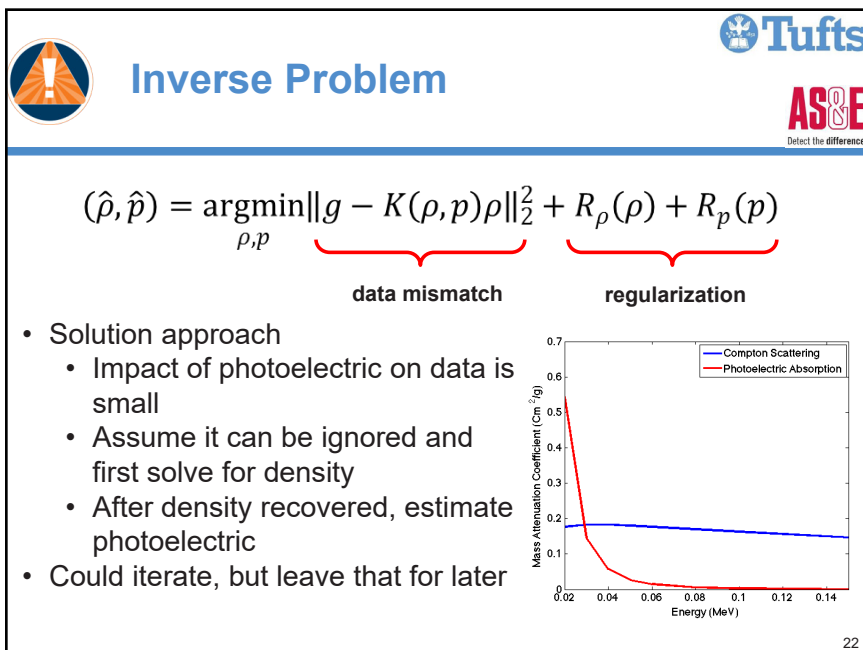 Tufts
Inverse Problem
AS&E
Detect the difference
(ρ̂, p̂) = argmin‖g − K(ρ, p)ρ‖₂² + R_ρ(ρ) + R_p(p)
ρ,p
data mismatch
regularization
• Solution approach
• Impact of photoelectric on data is
small
• Assume it can be ignored and
first solve for density
• After density recovered, estimate
photoelectric
• Could iterate, but leave that for later
Compton Scattering
Photoelectric Absorption
Mass Attenuation Coefficient (Cm²/g)
0.7
0.6
0.5
0.4
0.3
0.2
0.1
0
0.02 0.04 0.06 0.08 0.1 0.12 0.14
Energy (MeV)
22